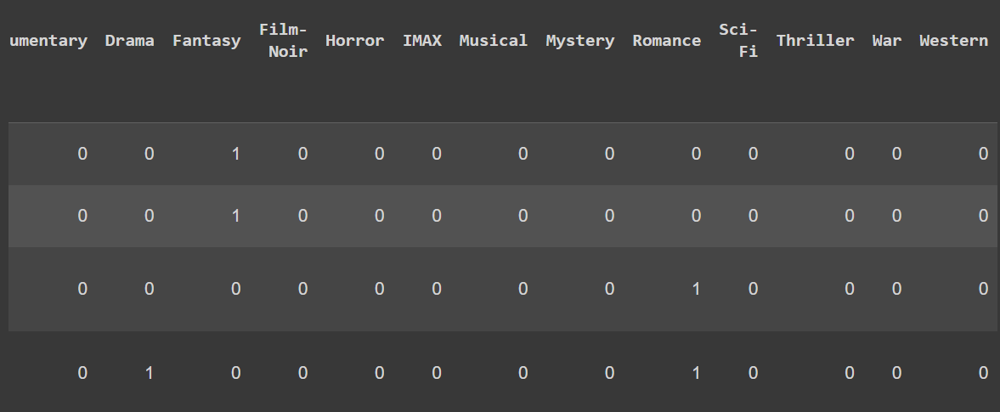 umentary Drama Fantasy Film-Noir Horror IMAX Musical Mystery Romance Sci-Fi Thriller War Western
0 0 1 0 0 0 0 0 0 0 0 0 0
0 0 1 0 0 0 0 0 0 0 0 0 0
0 0 0 0 0 0 0 0 1 0 0 0 0
0 1 0 0 0 0 0 0 1 0 0 0 0